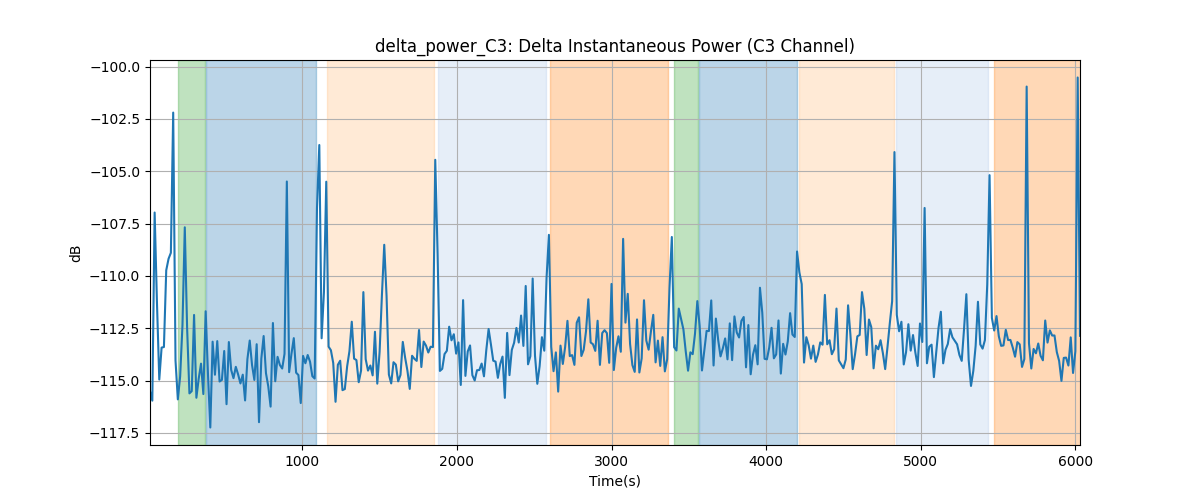 delta_power_C3: Delta Instantaneous Power (C3 Channel)
−100.0
−102.5
−105.0
−107.5
−110.0
−112.5
−115.0
−117.5
dB
1000 2000 3000 4000 5000 6000
Time(s)